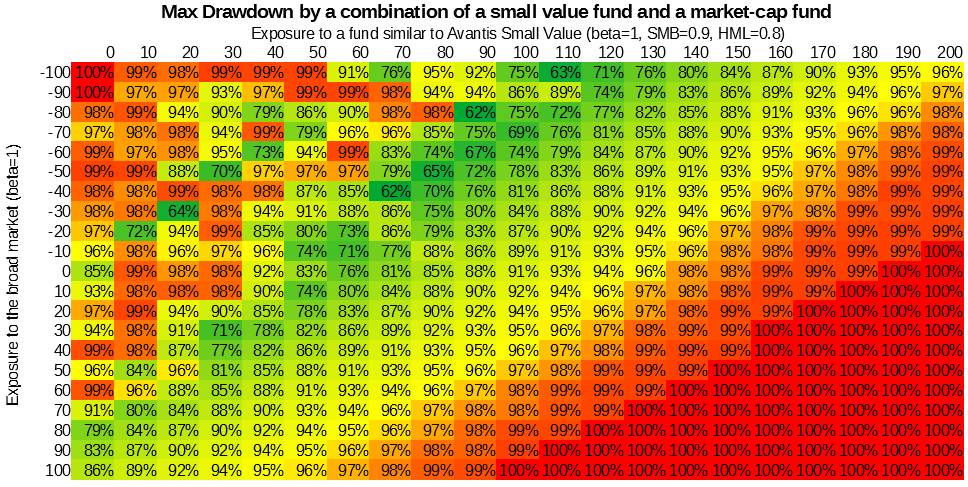 Max Drawdown by a combination of a small value fund and a market-cap fund
Exposure to a fund similar to Avantis Small Value (beta=1, SMB=0.9, HML=0.8)
0 10 20 30 40 50 60 70 80 90 100 110 120 130 140 150 160 170 180 190 200
Exposure to the broad market (beta=1)
-100 100% 99% 98% 99% 99% 99% 91% 76% 95% 92% 75% 63% 71% 76% 80% 84% 87% 90% 93% 95% 96%
-90 100% 97% 97% 93% 97% 99% 99% 98% 94% 94% 86% 89% 74% 79% 83% 86% 89% 92% 94% 96% 97%
-80 98% 99% 94% 90% 79% 86% 90% 98% 98% 62% 75% 72% 77% 82% 85% 88% 91% 93% 96% 96% 98%
-70 97% 98% 98% 94% 99% 79% 96% 96% 85% 75% 69% 76% 81% 85% 88% 90% 93% 95% 96% 98% 98%
-60 99% 97% 98% 95% 73% 94% 99% 83% 74% 67% 74% 79% 84% 87% 90% 92% 95% 96% 97% 98% 99%
-50 99% 99% 88% 70% 97% 97% 97% 79% 65% 72% 78% 83% 86% 89% 91% 93% 95% 97% 98% 99% 99%
-40 98% 98% 99% 98% 98% 87% 85% 62% 70% 76% 81% 86% 88% 91% 93% 95% 96% 97% 98% 99% 99%
-30 98% 98% 64% 98% 94% 91% 88% 86% 75% 80% 84% 88% 90% 92% 94% 96% 97% 98% 99% 99% 99%
-20 97% 72% 94% 99% 85% 80% 73% 86% 79% 83% 87% 90% 92% 94% 96% 97% 98% 99% 99% 99% 99%
-10 96% 98% 96% 97% 96% 74% 71% 77% 88% 86% 89% 91% 93% 95% 96% 98% 98% 99% 99% 99% 100%
0 85% 99% 98% 98% 92% 83% 76% 81% 85% 88% 91% 93% 94% 96% 98% 98% 99% 99% 99% 100% 100%
10 93% 98% 98% 98% 90% 74% 80% 84% 88% 90% 92% 94% 96% 97% 98% 98% 99% 99% 100% 100% 100%
20 97% 99% 94% 90% 85% 78% 83% 87% 90% 92% 94% 95% 96% 97% 98% 99% 99% 100% 100% 100% 100%
30 94% 98% 91% 71% 78% 82% 86% 89% 92% 93% 95% 96% 97% 98% 99% 99% 100% 100% 100% 100% 100%
40 99% 98% 87% 77% 82% 86% 89% 91% 93% 95% 96% 97% 98% 99% 99% 99% 100% 100% 100% 100% 100%
50 96% 84% 96% 81% 85% 88% 91% 93% 95% 96% 97% 98% 99% 99% 99% 100% 100% 100% 100% 100% 100%
60 99% 96% 88% 85% 88% 91% 93% 94% 96% 97% 98% 99% 99% 99% 100% 100% 100% 100% 100% 100% 100%
70 91% 80% 84% 88% 90% 93% 94% 96% 97% 98% 98% 99% 99% 100% 100% 100% 100% 100% 100% 100% 100%
80 79% 84% 87% 90% 92% 94% 95% 96% 97% 98% 99% 99% 100% 100% 100% 100% 100% 100% 100% 100% 100%
90 83% 87% 90% 92% 94% 95% 96% 97% 98% 98% 99% 100% 100% 100% 100% 100% 100% 100% 100% 100% 100%
100 86% 89% 92% 94% 95% 96% 97% 98% 99% 99% 100% 100% 100% 100% 100% 100% 100% 100% 100% 100% 100%